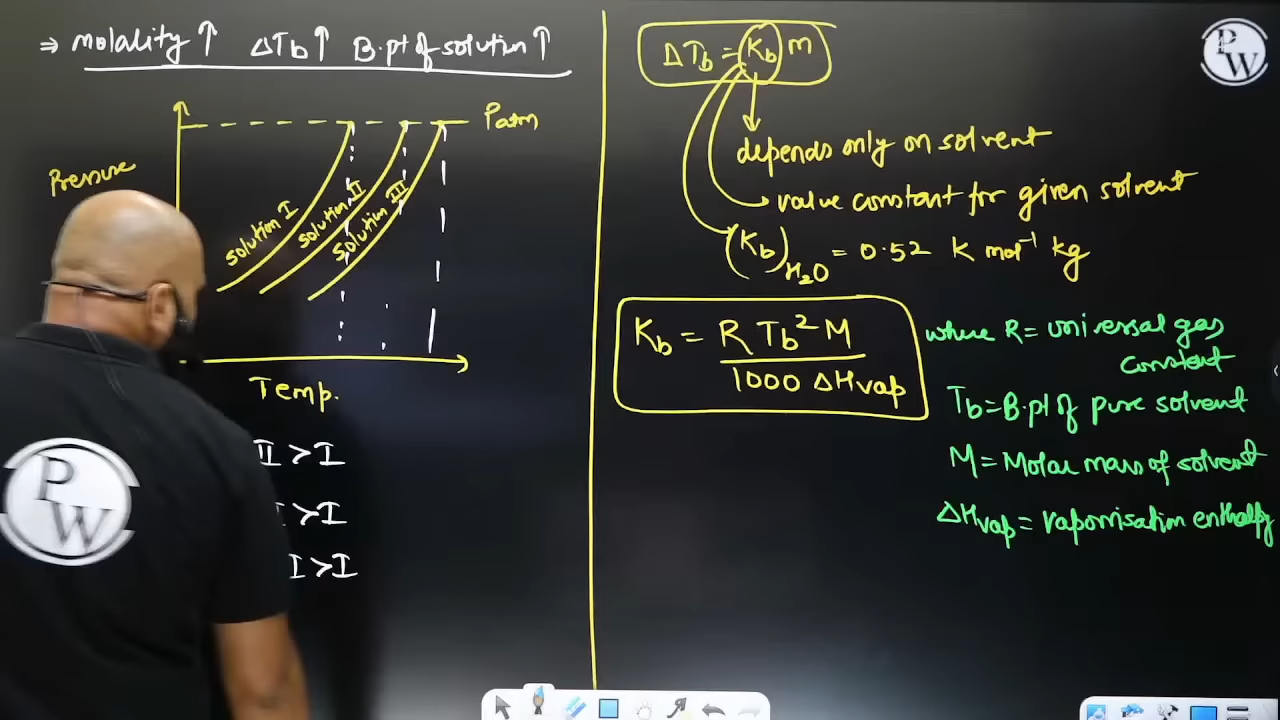 ⇒ Molality ↑ ΔTb ↑ B.pt of solution ↑
Patm
Pressure
solution I
solution II
solution III
Temp.
II > I
I > I
I > I
ΔTb = Kb m
depends only on solvent
value constant for given solvent
(Kb)H₂O = 0.52 K mol⁻¹ kg
Kb = R Tb² M
1000 ΔHvap
where R = universal gas
constant
Tb = B.pt of pure solvent
M = Molar mass of solvent
ΔHvap = vaporisation enthalpy
PW
PW